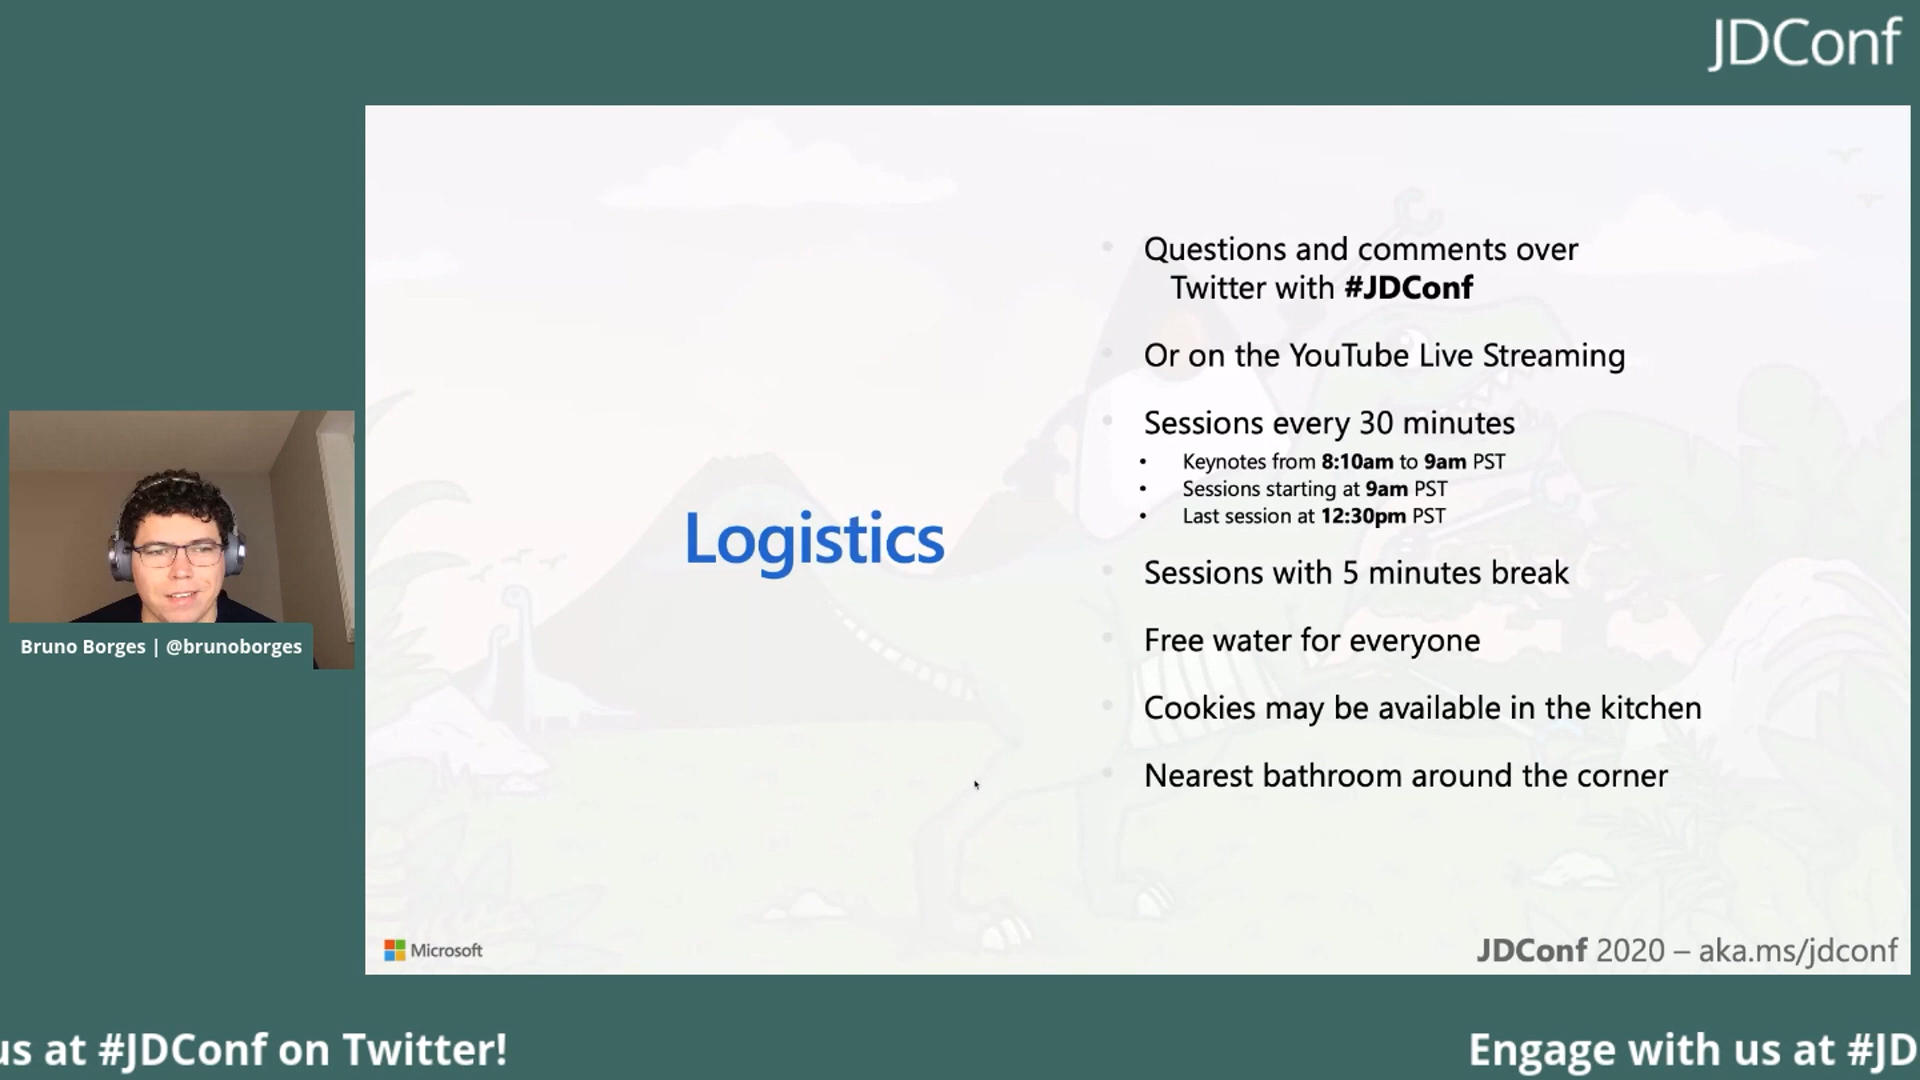 JDConf
Questions and comments over
Twitter with #JDConf
Or on the YouTube Live Streaming
Sessions every 30 minutes
Keynotes from 8:10am to 9am PST
Sessions starting at 9am PST
Last session at 12:30pm PST
Logistics
Sessions with 5 minutes break
Free water for everyone
Cookies may be available in the kitchen
Nearest bathroom around the corner
Bruno Borges | @brunoborges
Microsoft
JDConf 2020 – aka.ms/jdconf
us at #JDConf on Twitter!
Engage with us at #JD